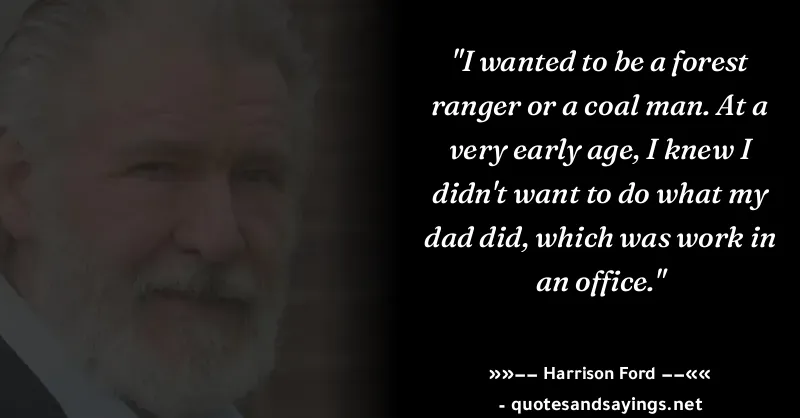 "I wanted to be a forest
ranger or a coal man. At a
very early age, I knew I
didn't want to do what my
dad did, which was work in
an office."
»»−− Harrison Ford −−««
- quotesandsayings.net